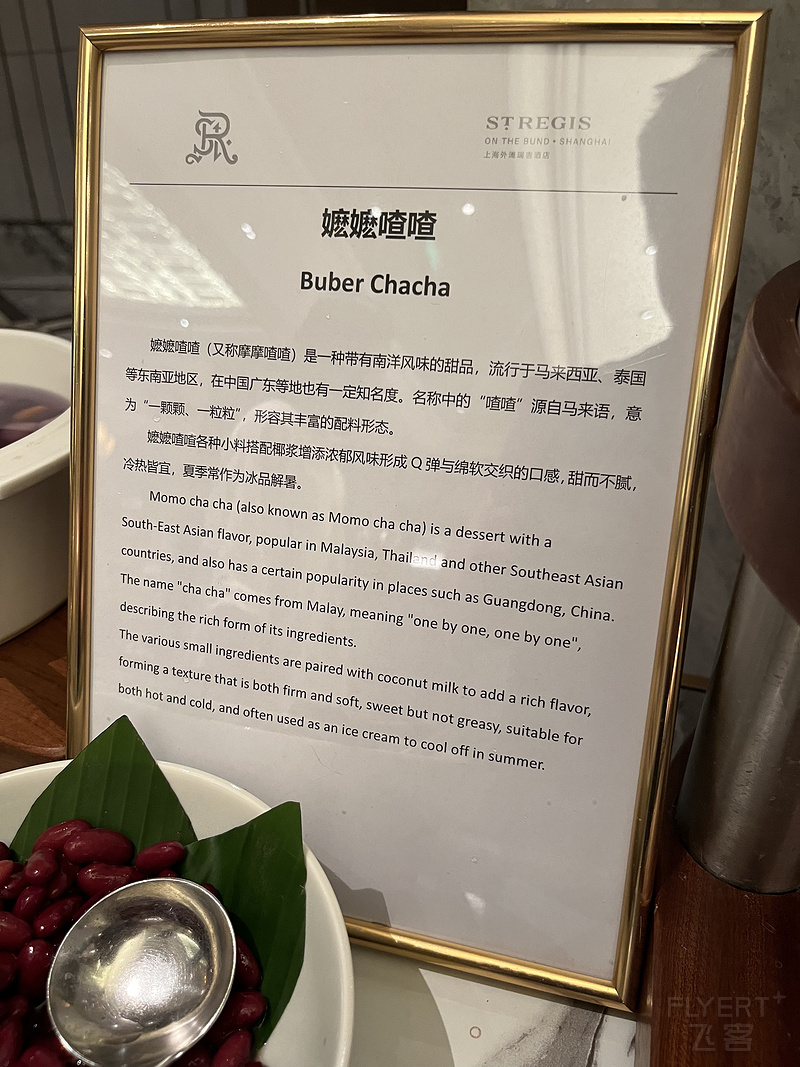 ST REGIS
ON THE BUND • SHANGHAI
上海外滩瑞吉酒店
嬷嬷喳喳
Buber Chacha
嬷嬷喳喳（又称摩摩喳喳）是一种带有南洋风味的甜品，流行于马来西亚、泰国
等东南亚地区，在中国广东等地也有一定知名度。名称中的“喳喳”源自马来语，意
为“一颗颗、一粒粒”，形容其丰富的配料形态。
嬷嬷喳喳各种小料搭配椰浆增添浓郁风味形成 Q 弹与绵软交织的口感，甜而不腻，
冷热皆宜，夏季常作为冰品解暑。
Momo cha cha (also known as Momo cha cha) is a dessert with a
South-East Asian flavor, popular in Malaysia, Thailand and other Southeast Asian
countries, and also has a certain popularity in places such as Guangdong, China.
The name "cha cha" comes from Malay, meaning "one by one, one by one",
describing the rich form of its ingredients.
The various small ingredients are paired with coconut milk to add a rich flavor,
forming a texture that is both firm and soft, sweet but not greasy, suitable for
both hot and cold, and often used as an ice cream to cool off in summer.
FLYERT+
飞客